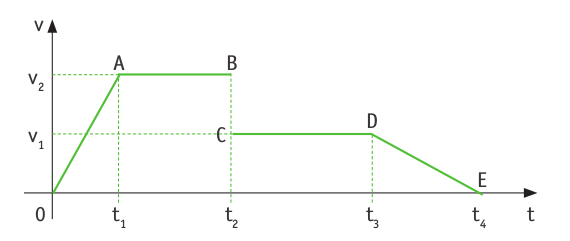 v
A B
v₂
D
v₁ C
E
0 t₁ t₂ t₃ t₄ t